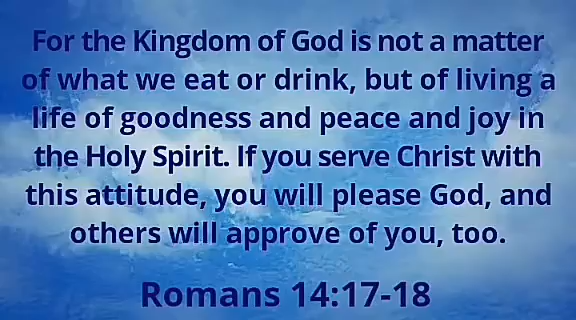 For the Kingdom of God is not a matter
of what we eat or drink, but of living a
life of goodness and peace and joy in
the Holy Spirit. If you serve Christ with
this attitude, you will please God, and
others will approve of you, too.
Romans 14:17-18